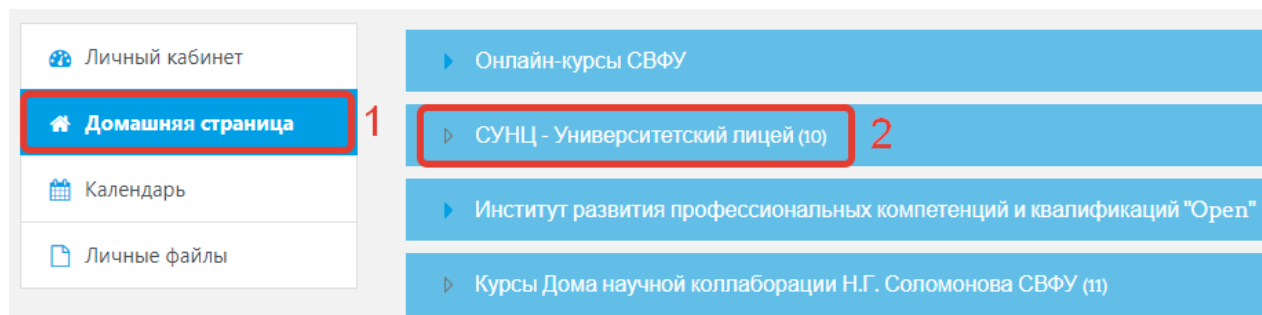 Личный кабинет
Домашняя страница
1
Календарь
Личные файлы
Онлайн-курсы СВФУ
СУНЦ - Университетский лицей (10)
2
Институт развития профессиональных компетенций и квалификаций "Open"
Курсы Дома научной коллаборации Н.Г. Соломонова СВФУ (11)